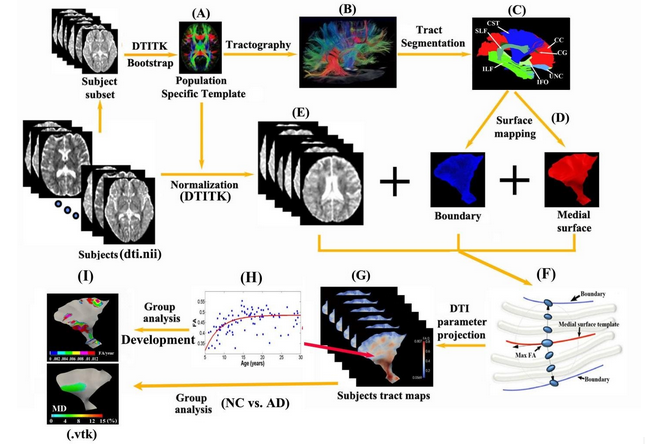 (A)
(B)
(C)
DTITK
Bootstrap
Tractography
Tract
Segmentation
CST
SLF
CC
CG
ILF
UNC
IFO
Subject
subset
Population
Specific Template
(E)
Surface
mapping
(D)
Normalization
(DTITK)
Boundary
Medial
surface
Subjects (dti.nii)
(I)
(H)
(G)
(F)
Group
analysis
Development
FA
0.55
0.5
0.45
0.4
0.35
5
10
15
20
25
30
Age (years)
DTI
parameter
projection
Boundary
Medial surface template
Max FA
Boundary
FA/year
Subjects tract maps
MD
0 4 8 12 15 (%)
Group
analysis
(NC vs. AD)
(.vtk)